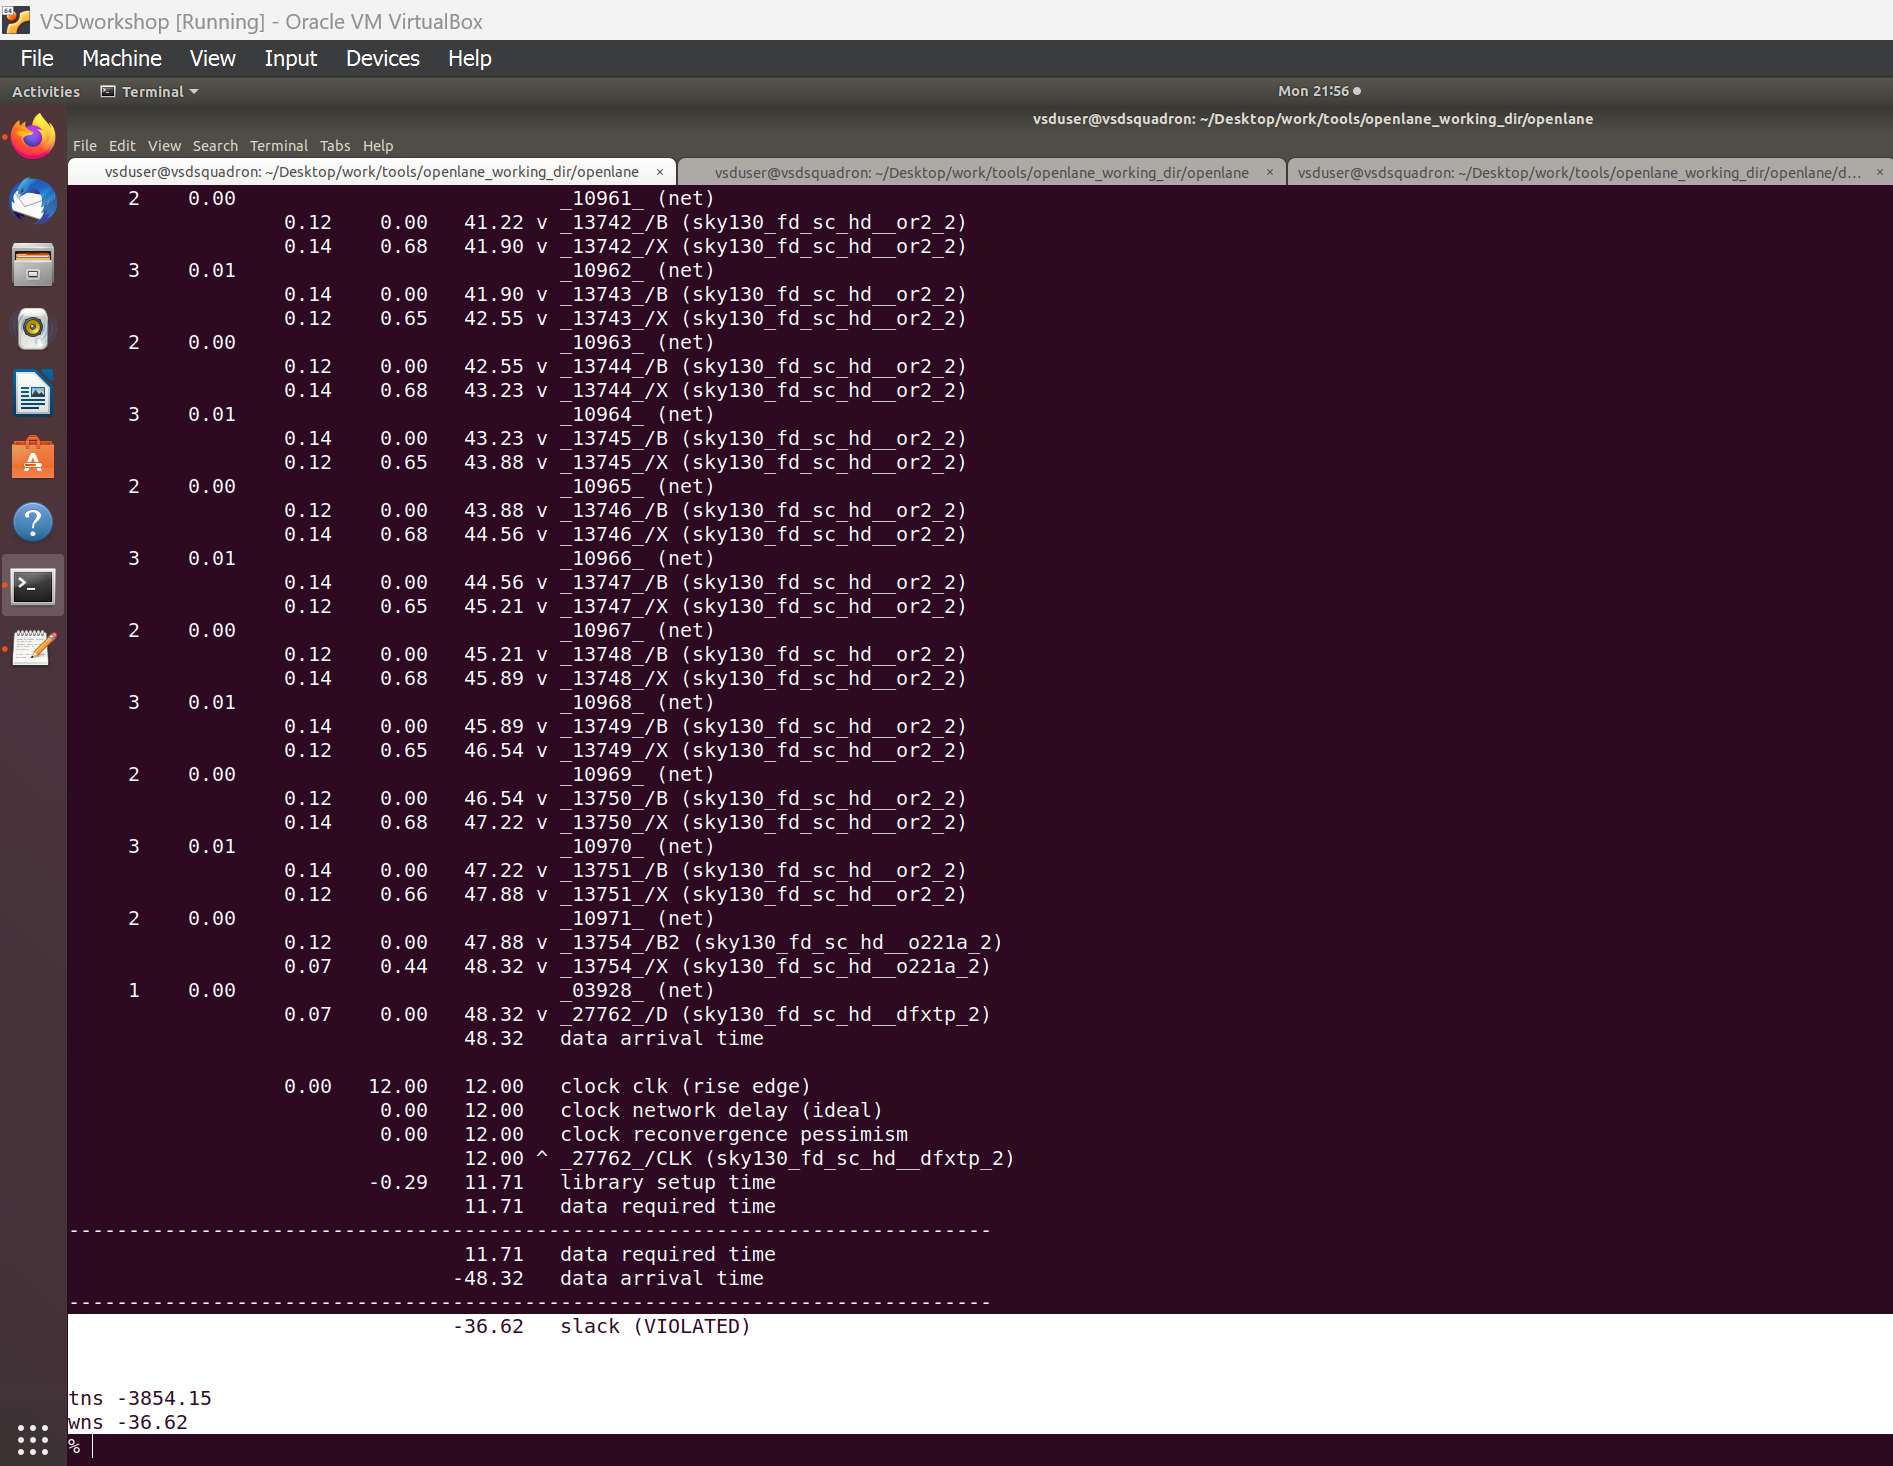 VSDworkshop [Running] - Oracle VM VirtualBox
File Machine View Input Devices Help
Activities Terminal Mon 21:56
vsduser@vsdsquadron: ~/Desktop/work/tools/openlane_working_dir/openlane
File Edit View Search Terminal Tabs Help
vsduser@vsdsquadron: ~/Desktop/work/tools/openlane_working_dir/openlane × vsduser@vsdsquadron: ~/Desktop/work/tools/openlane_working_dir/openlane × vsduser@vsdsquadron: ~/Desktop/work/tools/openlane_working_dir/openlane/d... ×
2 0.00 _10961_ (net)
0.12 0.00 41.22 v _13742_/B (sky130_fd_sc_hd__or2_2)
0.14 0.68 41.90 v _13742_/X (sky130_fd_sc_hd__or2_2)
3 0.01 _10962_ (net)
0.14 0.00 41.90 v _13743_/B (sky130_fd_sc_hd__or2_2)
0.12 0.65 42.55 v _13743_/X (sky130_fd_sc_hd__or2_2)
2 0.00 _10963_ (net)
0.12 0.00 42.55 v _13744_/B (sky130_fd_sc_hd__or2_2)
0.14 0.68 43.23 v _13744_/X (sky130_fd_sc_hd__or2_2)
3 0.01 _10964_ (net)
0.14 0.00 43.23 v _13745_/B (sky130_fd_sc_hd__or2_2)
0.12 0.65 43.88 v _13745_/X (sky130_fd_sc_hd__or2_2)
2 0.00 _10965_ (net)
0.12 0.00 43.88 v _13746_/B (sky130_fd_sc_hd__or2_2)
0.14 0.68 44.56 v _13746_/X (sky130_fd_sc_hd__or2_2)
3 0.01 _10966_ (net)
0.14 0.00 44.56 v _13747_/B (sky130_fd_sc_hd__or2_2)
0.12 0.65 45.21 v _13747_/X (sky130_fd_sc_hd__or2_2)
2 0.00 _10967_ (net)
0.12 0.00 45.21 v _13748_/B (sky130_fd_sc_hd__or2_2)
0.14 0.68 45.89 v _13748_/X (sky130_fd_sc_hd__or2_2)
3 0.01 _10968_ (net)
0.14 0.00 45.89 v _13749_/B (sky130_fd_sc_hd__or2_2)
0.12 0.65 46.54 v _13749_/X (sky130_fd_sc_hd__or2_2)
2 0.00 _10969_ (net)
0.12 0.00 46.54 v _13750_/B (sky130_fd_sc_hd__or2_2)
0.14 0.68 47.22 v _13750_/X (sky130_fd_sc_hd__or2_2)
3 0.01 _10970_ (net)
0.14 0.00 47.22 v _13751_/B (sky130_fd_sc_hd__or2_2)
0.12 0.66 47.88 v _13751_/X (sky130_fd_sc_hd__or2_2)
2 0.00 _10971_ (net)
0.12 0.00 47.88 v _13754_/B2 (sky130_fd_sc_hd__o221a_2)
0.07 0.44 48.32 v _13754_/X (sky130_fd_sc_hd__o221a_2)
1 0.00 _03928_ (net)
0.07 0.00 48.32 v _27762_/D (sky130_fd_sc_hd__dfxtp_2)
48.32 data arrival time
0.00 12.00 12.00 clock clk (rise edge)
0.00 12.00 clock network delay (ideal)
0.00 12.00 clock reconvergence pessimism
12.00 ^ _27762_/CLK (sky130_fd_sc_hd__dfxtp_2)
-0.29 11.71 library setup time
11.71 data required time
-----------------------------------------------------------------------------
11.71 data required time
-48.32 data arrival time
-----------------------------------------------------------------------------
-36.62 slack (VIOLATED)
tns -3854.15
wns -36.62
%